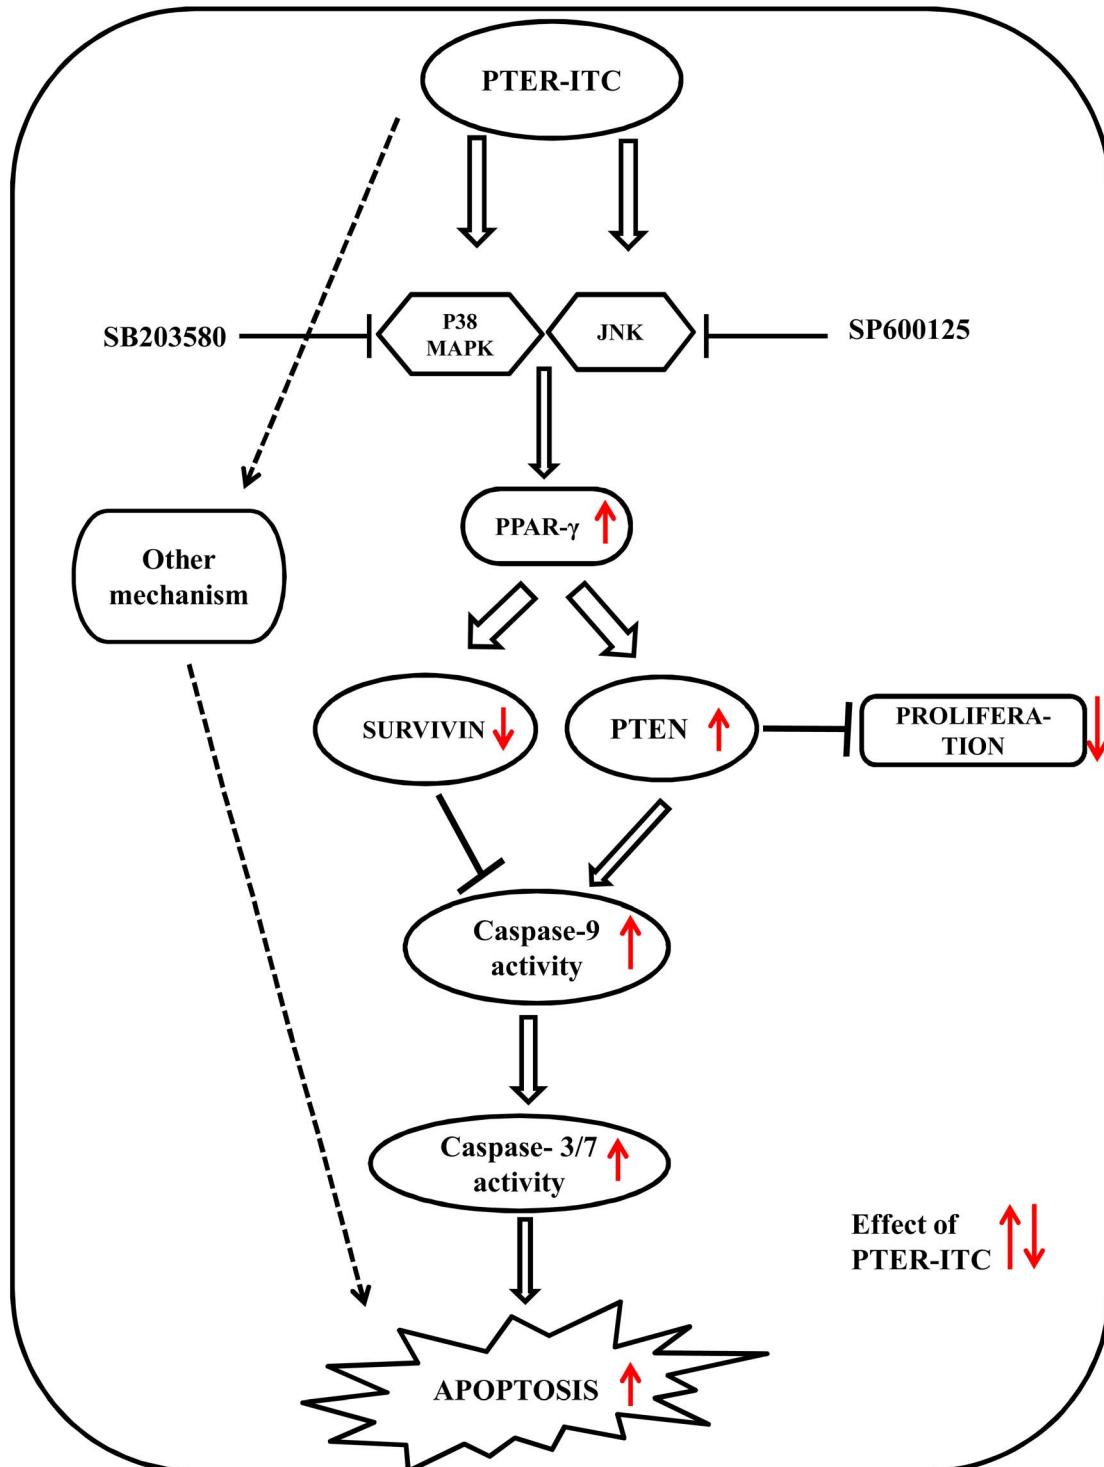 PTER-ITC
P38
MAPK
JNK
SB203580
SP600125
PPAR-γ
Other
mechanism
SURVIVIN
PTEN
PROLIFERA-
TION
Caspase-9
activity
Caspase- 3/7
activity
Effect of
PTER-ITC
APOPTOSIS